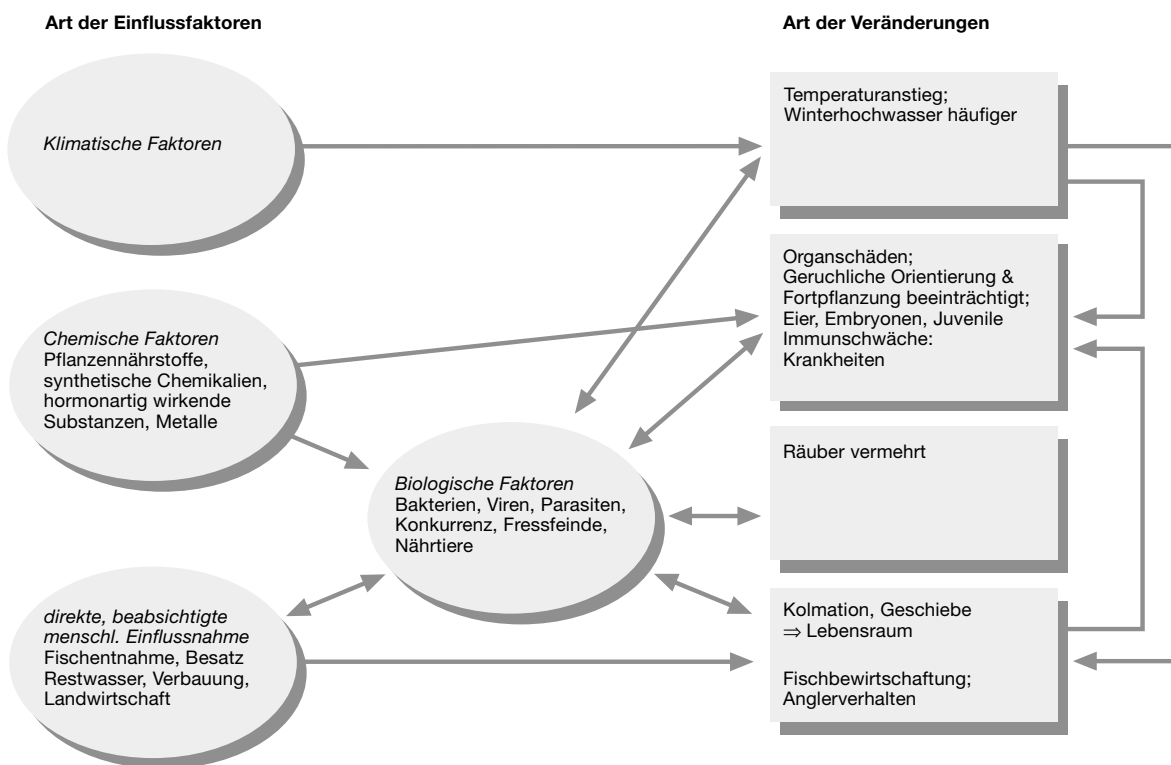 Art der Einflussfaktoren
Art der Veränderungen
Klimatische Faktoren
Temperaturanstieg;
Winterhochwasser häufiger
Chemische Faktoren
Pflanzennährstoffe,
synthetische Chemikalien,
hormonartig wirkende
Substanzen, Metalle
Organschäden;
Geruchliche Orientierung &
Fortpflanzung beeinträchtigt;
Eier, Embryonen, Juvenile
Immunschwäche:
Krankheiten
Biologische Faktoren
Bakterien, Viren, Parasiten,
Konkurrenz, Fressfeinde,
Nährtiere
Räuber vermehrt
direkte, beabsichtigte
menschl. Einflussnahme
Fischentnahme, Besatz
Restwasser, Verbauung,
Landwirtschaft
Kolmation, Geschiebe
⇒ Lebensraum
Fischbewirtschaftung;
Anglerverhalten